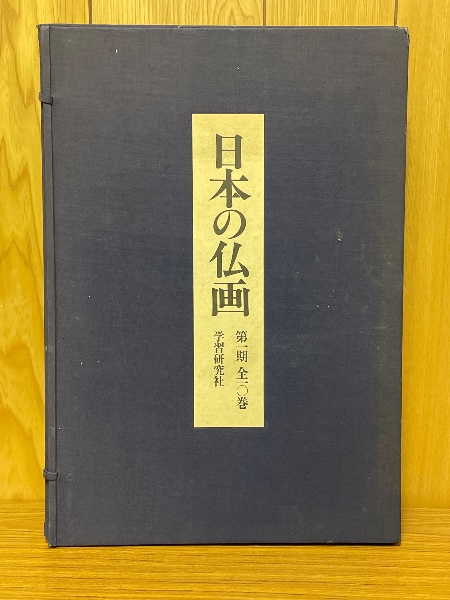 日本の仏画
第一期 全一〇巻
学習研究社